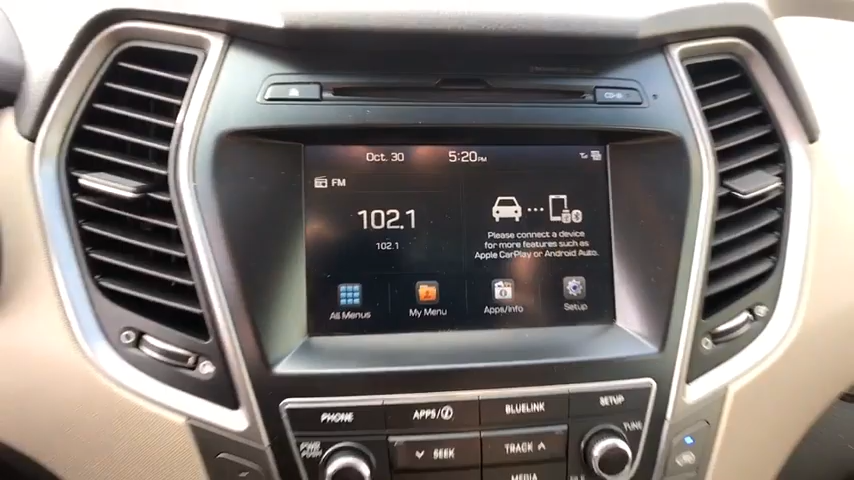 CD-R
Oct. 30
5:20PM
FM
102.1
102.1
Please connect a device
for more features such as
Apple CarPlay or Android Auto.
All Menus
My Menu
Apps/Info
Setup
PHONE
APPS/i
BLUELINK
SETUP
PWR
PUSH
TUNE
SEEK
TRACK
MEDIA